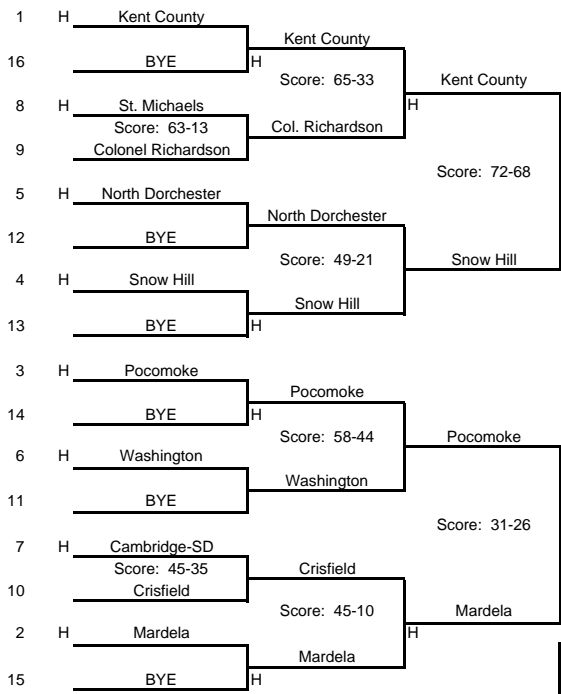 1 H Kent County
Kent County
16 BYE H
Score: 65-33
Kent County
8 H St. Michaels
H
Score: 63-13
Col. Richardson
9 Colonel Richardson
Score: 72-68
5 H North Dorchester
North Dorchester
12 BYE
Score: 49-21
Snow Hill
4 H Snow Hill
Snow Hill
13 BYE H
3 H Pocomoke
Pocomoke
14 BYE H
Score: 58-44
Pocomoke
6 H Washington
Washington
11 BYE
Score: 31-26
7 H Cambridge-SD
Score: 45-35
Crisfield
10 Crisfield
Score: 45-10
Mardela
2 H Mardela
H
Mardela
15 BYE H